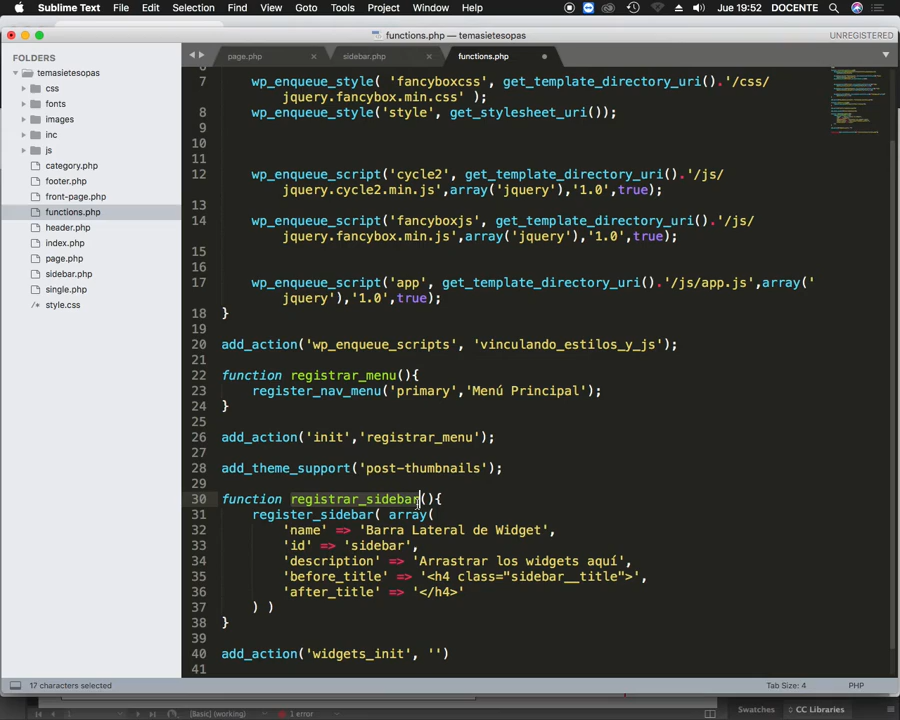 Sublime Text File Edit Selection Find View Goto Tools Project Window Help Jue 19:52 DOCENTE
functions.php — temasietesopas UNREGISTERED
FOLDERS
temasietesopas
css
fonts
images
inc
js
category.php
footer.php
front-page.php
functions.php
header.php
index.php
page.php
sidebar.php
single.php
/* style.css
page.php × sidebar.php × functions.php
7 wp_enqueue_style( 'fancyboxcss', get_template_directory_uri().'/css/
jquery.fancybox.min.css' );
8 wp_enqueue_style('style', get_stylesheet_uri());
9
10
11
12 wp_enqueue_script('cycle2', get_template_directory_uri().'/js/
jquery.cycle2.min.js',array('jquery'),'1.0',true);
13
14 wp_enqueue_script('fancyboxjs', get_template_directory_uri().'/js/
jquery.fancybox.min.js',array('jquery'),'1.0',true);
15
16
17 wp_enqueue_script('app', get_template_directory_uri().'/js/app.js',array('
jquery'),'1.0',true);
18 }
19
20 add_action('wp_enqueue_scripts', 'vinculando_estilos_y_js');
21
22 function registrar_menu(){
23 register_nav_menu('primary','Menú Principal');
24 }
25
26 add_action('init','registrar_menu');
27
28 add_theme_support('post-thumbnails');
29
30 function registrar_sidebar(){
31 register_sidebar( array(
32 'name' => 'Barra Lateral de Widget',
33 'id' => 'sidebar',
34 'description' => 'Arrastrar los widgets aquí',
35 'before_title' => '<h4 class="sidebar__title">',
36 'after_title' => '</h4>'
37 ) )
38 }
39
40 add_action('widgets_init', '')
41
17 characters selected Tab Size: 4 PHP
1 [Basic] (working) 1 error Swatches CC Libraries